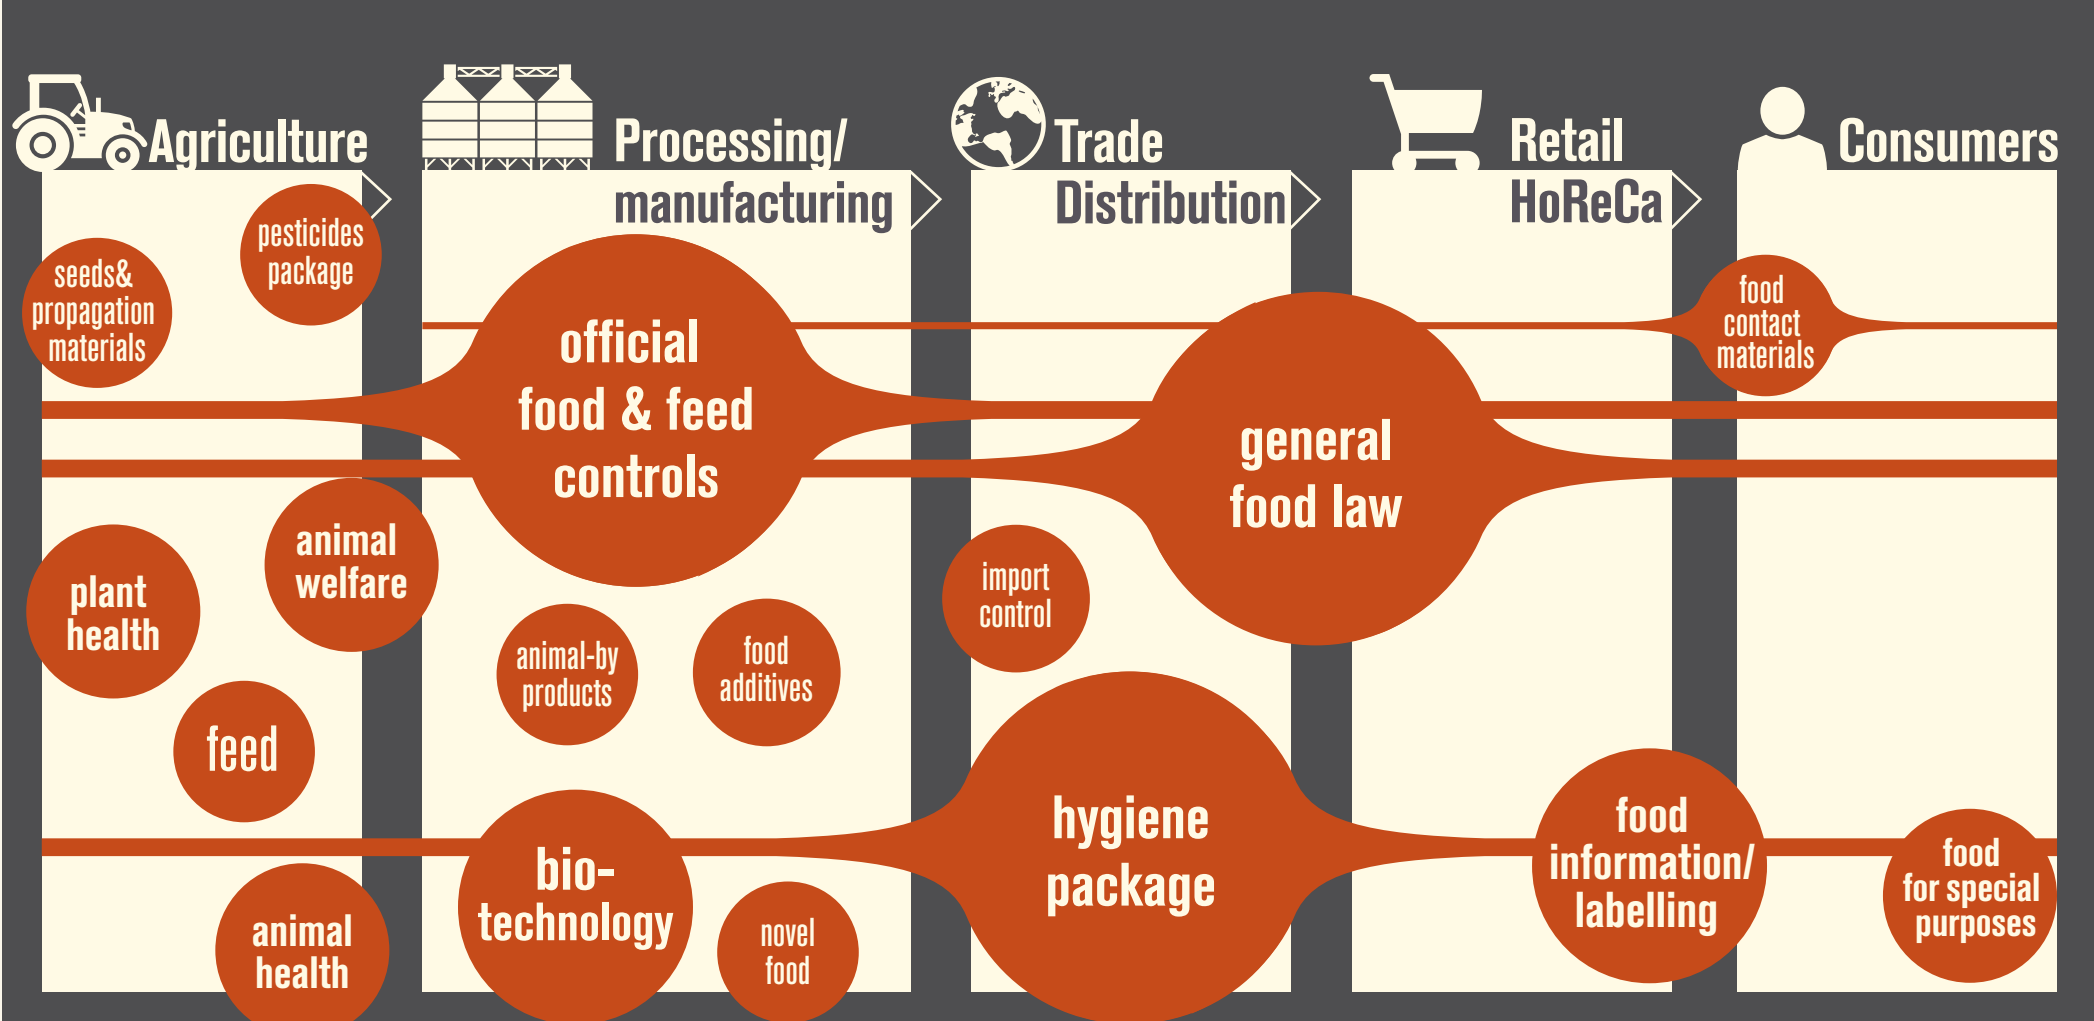 Agriculture
Processing/
manufacturing
Trade
Distribution
Retail
HoReCa
Consumers
pesticides
package
seeds&
propagation
materials
official
food & feed
controls
general
food law
food
contact
materials
animal
welfare
plant
health
feed
animal
health
animal-by
products
food
additives
bio-
technology
novel
food
import
control
hygiene
package
food
information/
labelling
food
for special
purposes